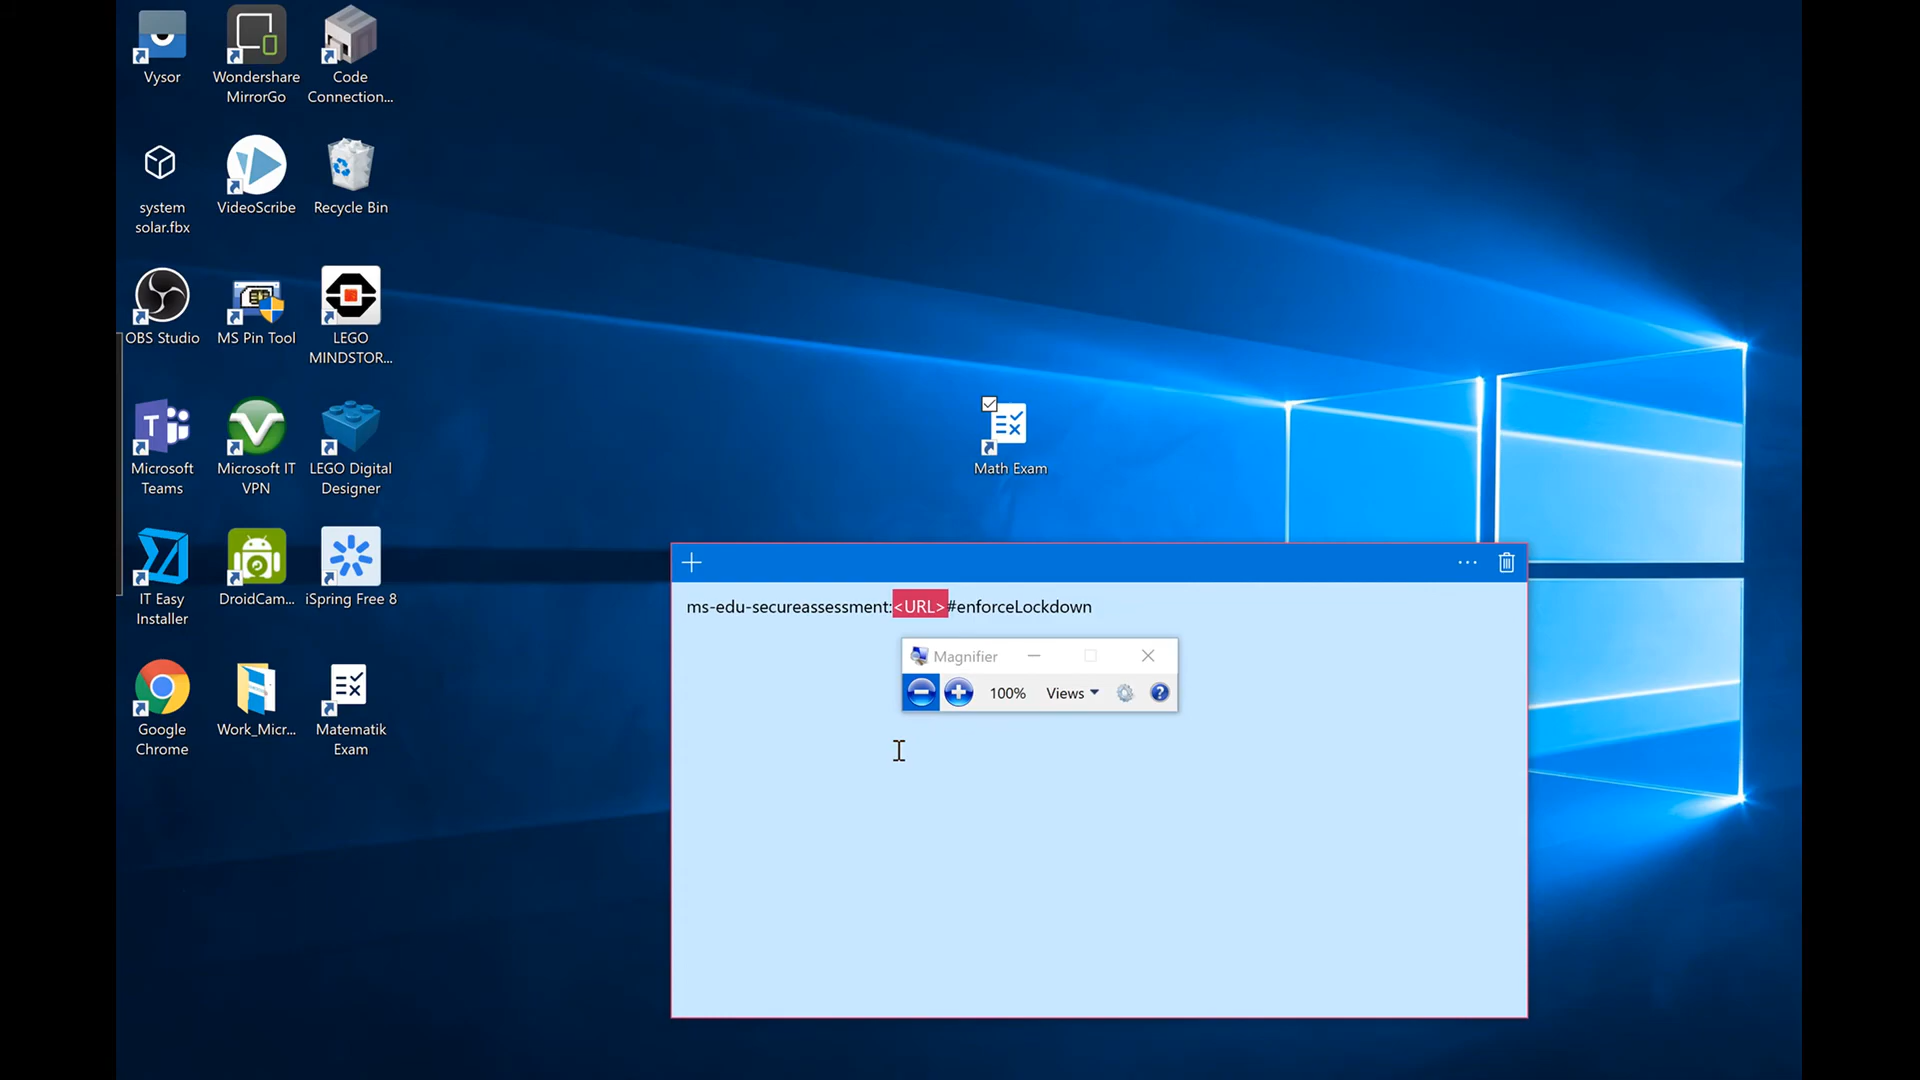 Vysor
Wondershare
MirrorGo
Code
Connection...
system
solar.fbx
VideoScribe
Recycle Bin
OBS Studio
MS Pin Tool
LEGO
MINDSTOR...
Math Exam
Microsoft
Teams
Microsoft IT
VPN
LEGO Digital
Designer
IT Easy
Installer
DroidCam...
iSpring Free 8
Google
Chrome
Work_Micr...
Matematik
Exam
ms-edu-secureassessment:<URL>#enforceLockdown
Magnifier
100%
Views